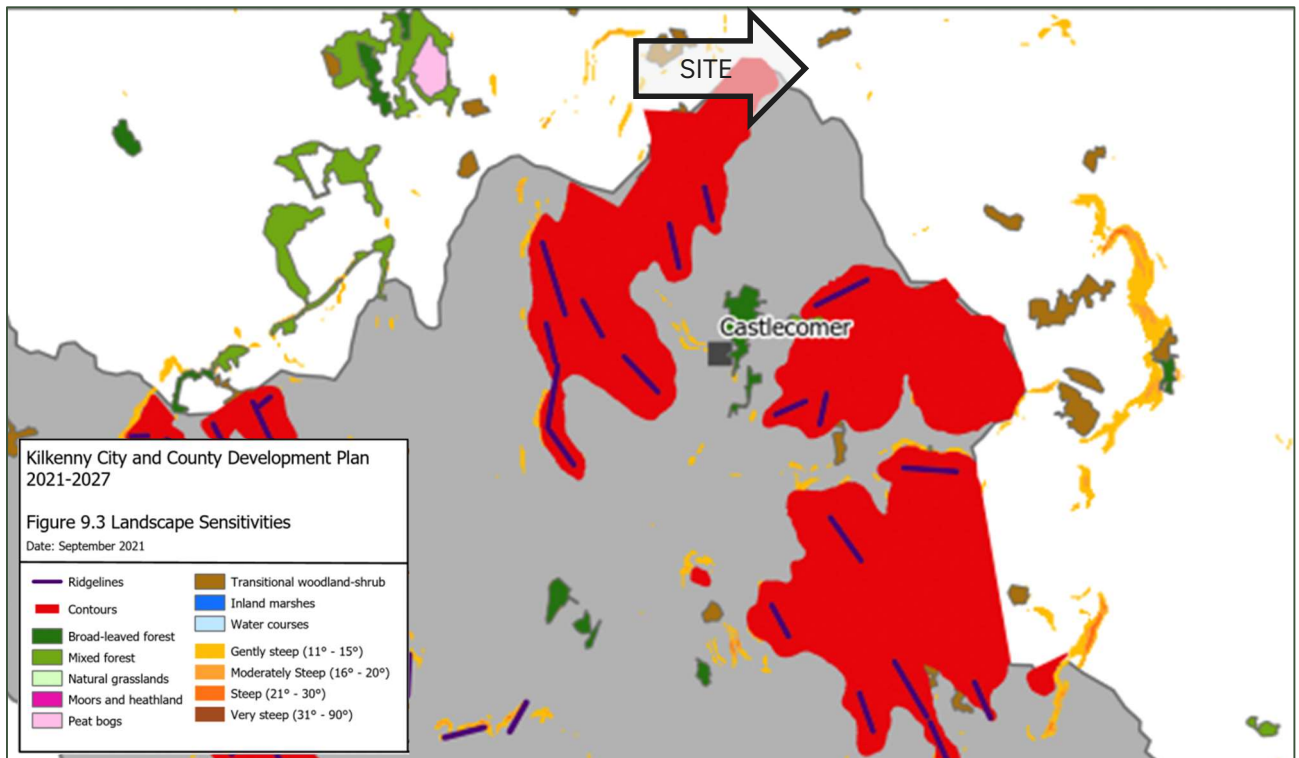 SITE
Castlecomer
Kilkenny City and County Development Plan
2021-2027
Figure 9.3 Landscape Sensitivities
Date: September 2021
Ridgelines
Contours
Broad-leaved forest
Mixed forest
Natural grasslands
Moors and heathland
Peat bogs
Transitional woodland-shrub
Inland marshes
Water courses
Gently steep (11° - 15°)
Moderately Steep (16° - 20°)
Steep (21° - 30°)
Very steep (31° - 90°)